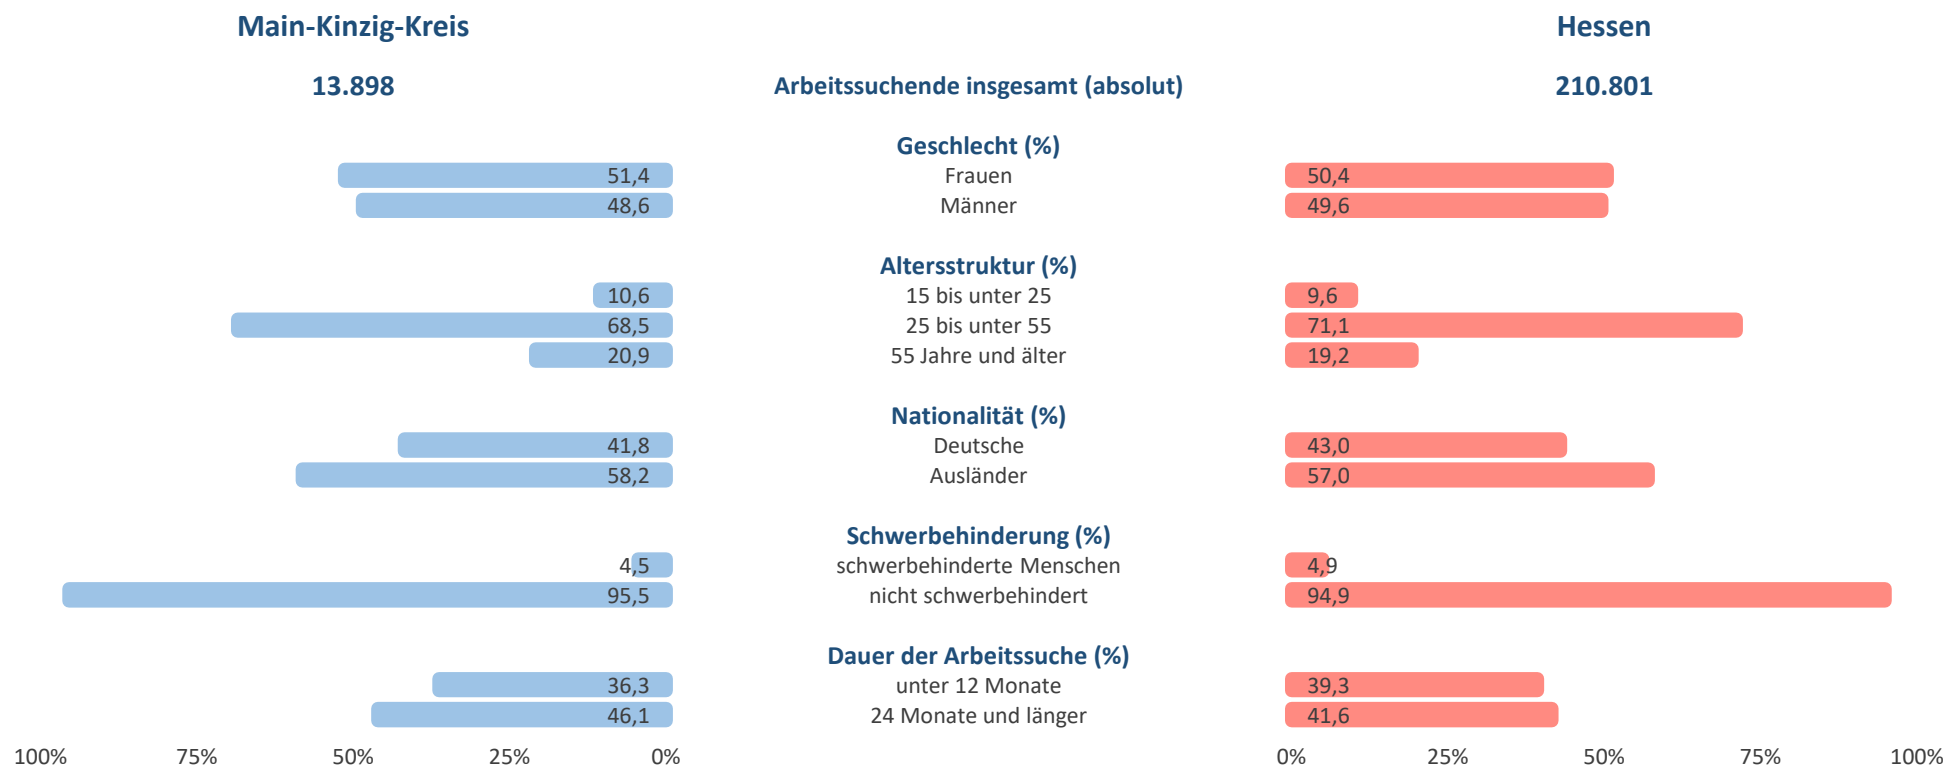 Main-Kinzig-Kreis Hessen
13.898 Arbeitssuchende insgesamt (absolut) 210.801
Geschlecht (%)
51,4 Frauen 50,4
48,6 Männer 49,6
Altersstruktur (%)
10,6 15 bis unter 25 9,6
68,5 25 bis unter 55 71,1
20,9 55 Jahre und älter 19,2
Nationalität (%)
41,8 Deutsche 43,0
58,2 Ausländer 57,0
Schwerbehinderung (%)
4,5 schwerbehinderte Menschen 4,9
95,5 nicht schwerbehindert 94,9
Dauer der Arbeitssuche (%)
36,3 unter 12 Monate 39,3
46,1 24 Monate und länger 41,6
100% 75% 50% 25% 0% 0% 25% 50% 75% 100%